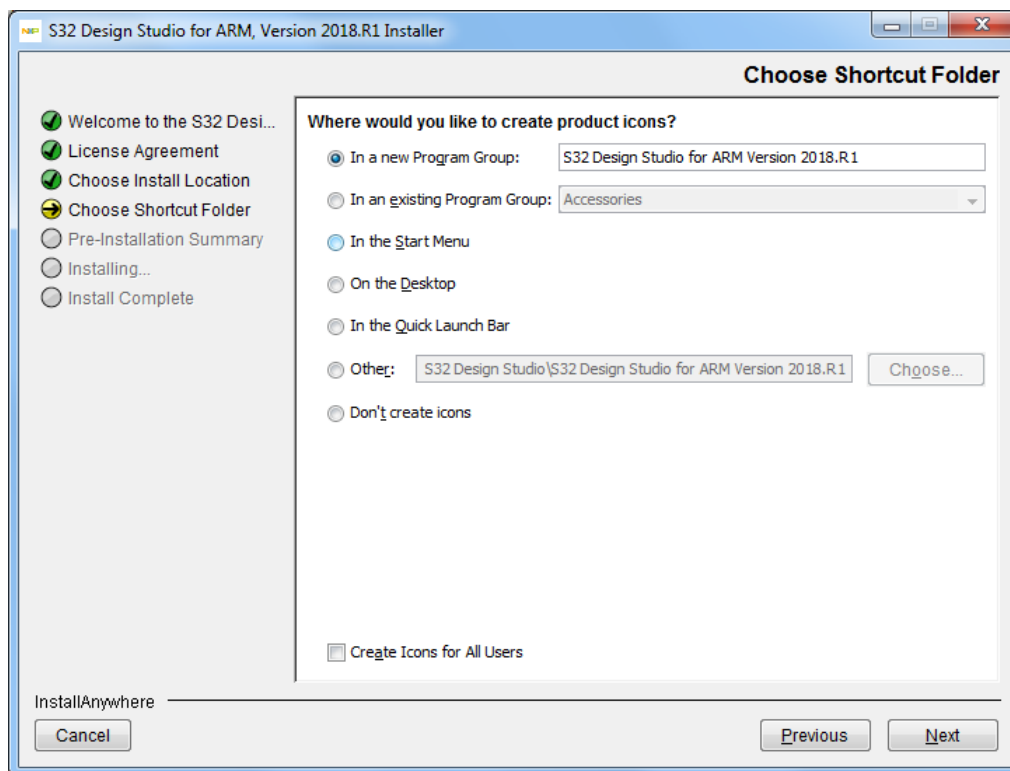 NXP S32 Design Studio for ARM, Version 2018.R1 Installer
Choose Shortcut Folder
Welcome to the S32 Desi...
License Agreement
Choose Install Location
Choose Shortcut Folder
Pre-Installation Summary
Installing...
Install Complete
Where would you like to create product icons?
In a new Program Group: S32 Design Studio for ARM Version 2018.R1
In an existing Program Group: Accessories
In the Start Menu
On the Desktop
In the Quick Launch Bar
Other: S32 Design Studio\S32 Design Studio for ARM Version 2018.R1 Choose...
Don't create icons
Create Icons for All Users
InstallAnywhere
Cancel Previous Next